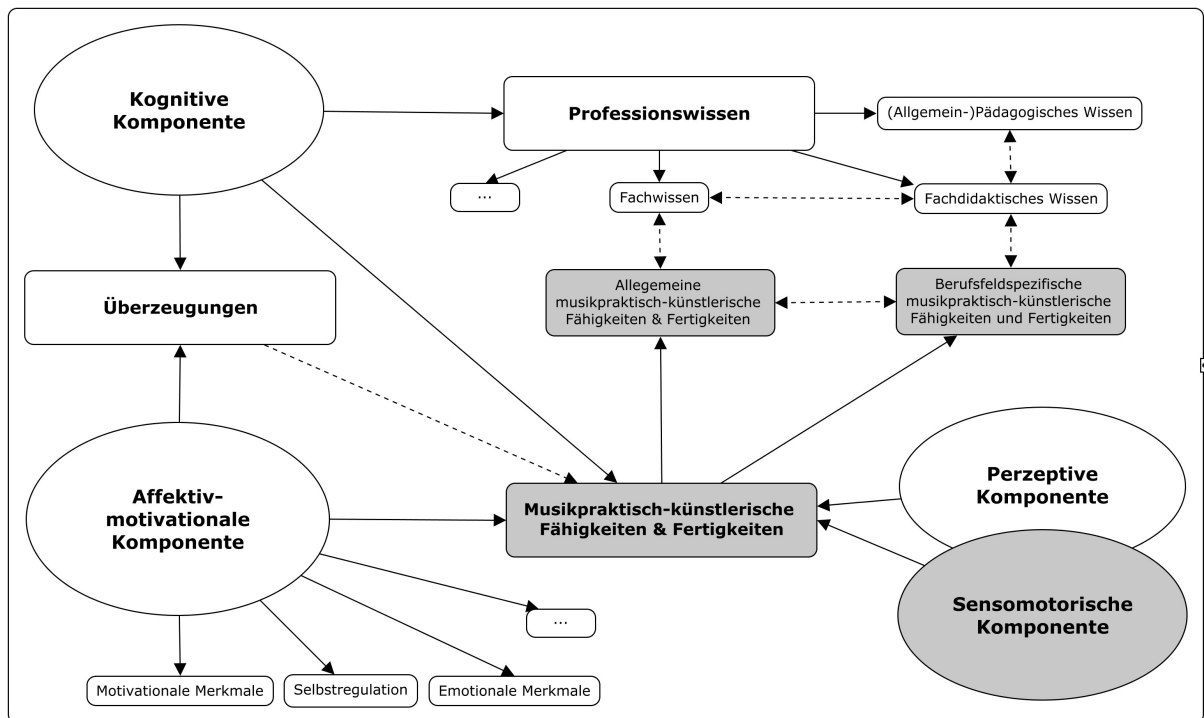 Kognitive
Komponente
Professionswissen
(Allgemein-)Pädagogisches Wissen
...
Fachwissen
Fachdidaktisches Wissen
Überzeugungen
Allegemeine
musikpraktisch-künstlerische
Fähigkeiten & Fertigkeiten
Berufsfeldspezifische
musikpraktisch-künstlerische
Fähigkeiten und Fertigkeiten
Affektiv-
motivationale
Komponente
Musikpraktisch-künstlerische
Fähigkeiten & Fertigkeiten
Perzeptive
Komponente
Sensomotorische
Komponente
...
Motivationale Merkmale
Selbstregulation
Emotionale Merkmale